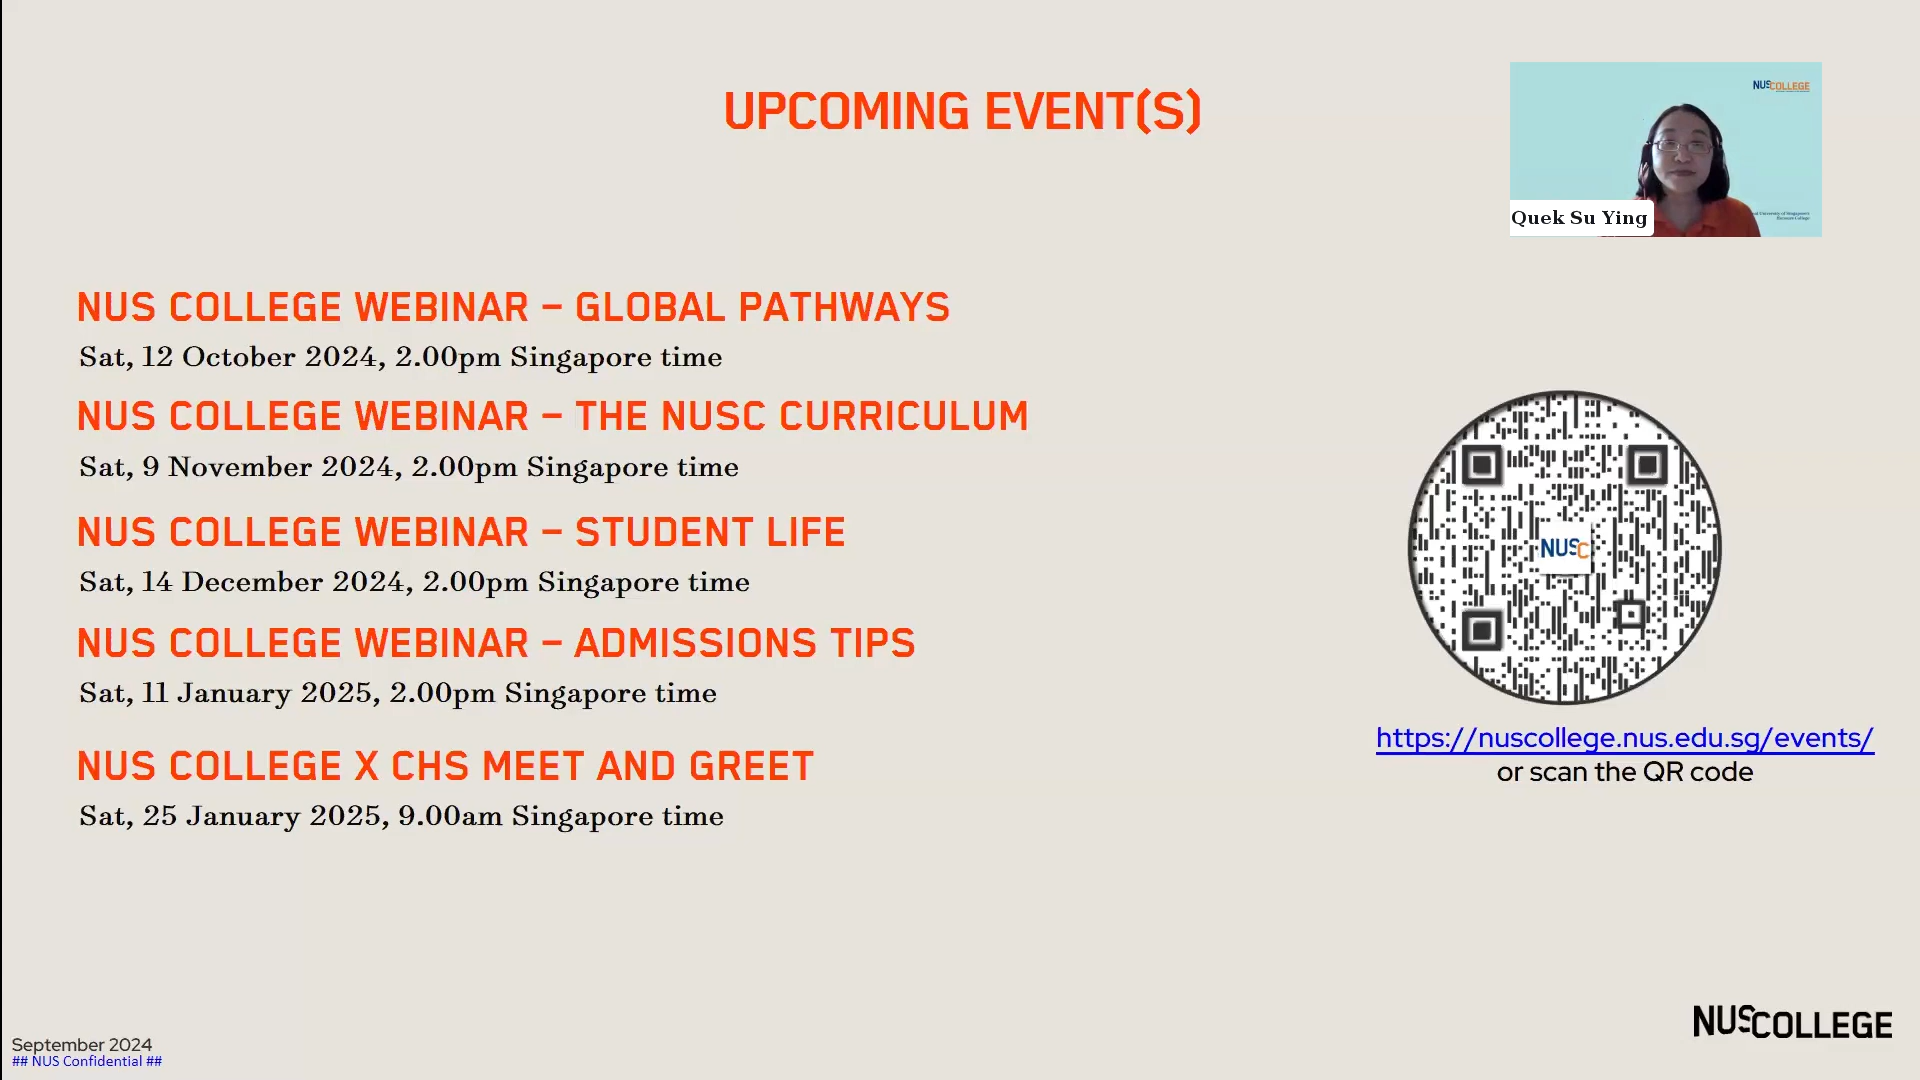 UPCOMING EVENT(S)
NUSCOLLEGE
Quek Su Ying
NUS COLLEGE WEBINAR – GLOBAL PATHWAYS
Sat, 12 October 2024, 2.00pm Singapore time
NUS COLLEGE WEBINAR – THE NUSC CURRICULUM
Sat, 9 November 2024, 2.00pm Singapore time
NUS COLLEGE WEBINAR – STUDENT LIFE
Sat, 14 December 2024, 2.00pm Singapore time
NUS COLLEGE WEBINAR – ADMISSIONS TIPS
Sat, 11 January 2025, 2.00pm Singapore time
NUS COLLEGE X CHS MEET AND GREET
Sat, 25 January 2025, 9.00am Singapore time
NUSC
https://nuscollege.nus.edu.sg/events/
or scan the QR code
September 2024
## NUS Confidential ##
NUSCOLLEGE